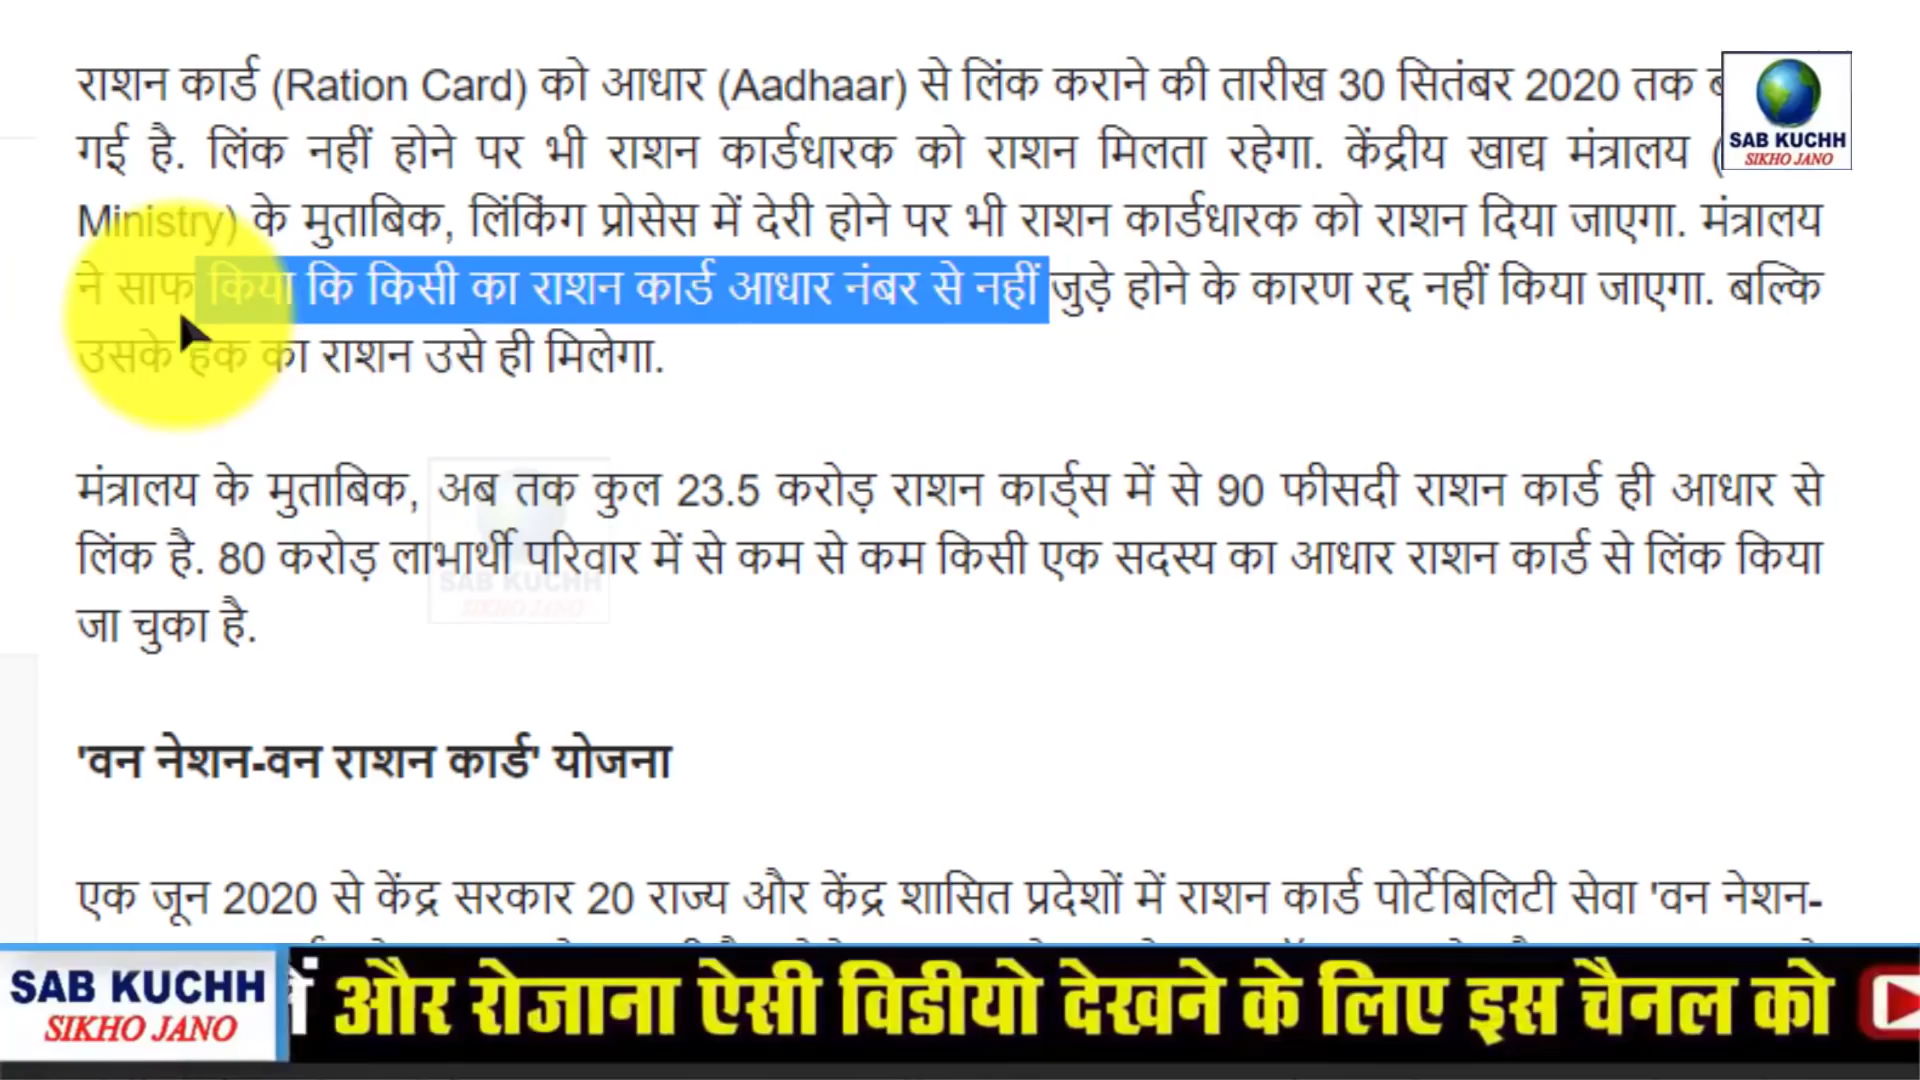 राशन कार्ड (Ration Card) को आधार (Aadhaar) से लिंक कराने की तारीख 30 सितंबर 2020 तक
गई है. लिंक नहीं होने पर भी राशन कार्डधारक को राशन मिलता रहेगा. केंद्रीय खाद्य मंत्रालय (
Ministry) के मुताबिक, लिंकिंग प्रोसेस में देरी होने पर भी राशन कार्डधारक को राशन दिया जाएगा. मंत्रालय
ने साफ किया कि किसी का राशन कार्ड आधार नंबर से नहीं जुड़े होने के कारण रद्द नहीं किया जाएगा. बल्कि
उसके हक का राशन उसे ही मिलेगा.
SAB KUCHH
SIKHO JANO
मंत्रालय के मुताबिक, अब तक कुल 23.5 करोड़ राशन कार्ड्स में से 90 फीसदी राशन कार्ड ही आधार से
लिंक है. 80 करोड़ लाभार्थी परिवार में से कम से कम किसी एक सदस्य का आधार राशन कार्ड से लिंक किया
जा चुका है.
SAB KUCHH
SIKHO JANO
'वन नेशन-वन राशन कार्ड' योजना
एक जून 2020 से केंद्र सरकार 20 राज्य और केंद्र शासित प्रदेशों में राशन कार्ड पोर्टेबिलिटी सेवा 'वन नेशन-
SAB KUCHH
SIKHO JANO
और रोजाना ऐसी विडीयो देखने के लिए इस चैनल को